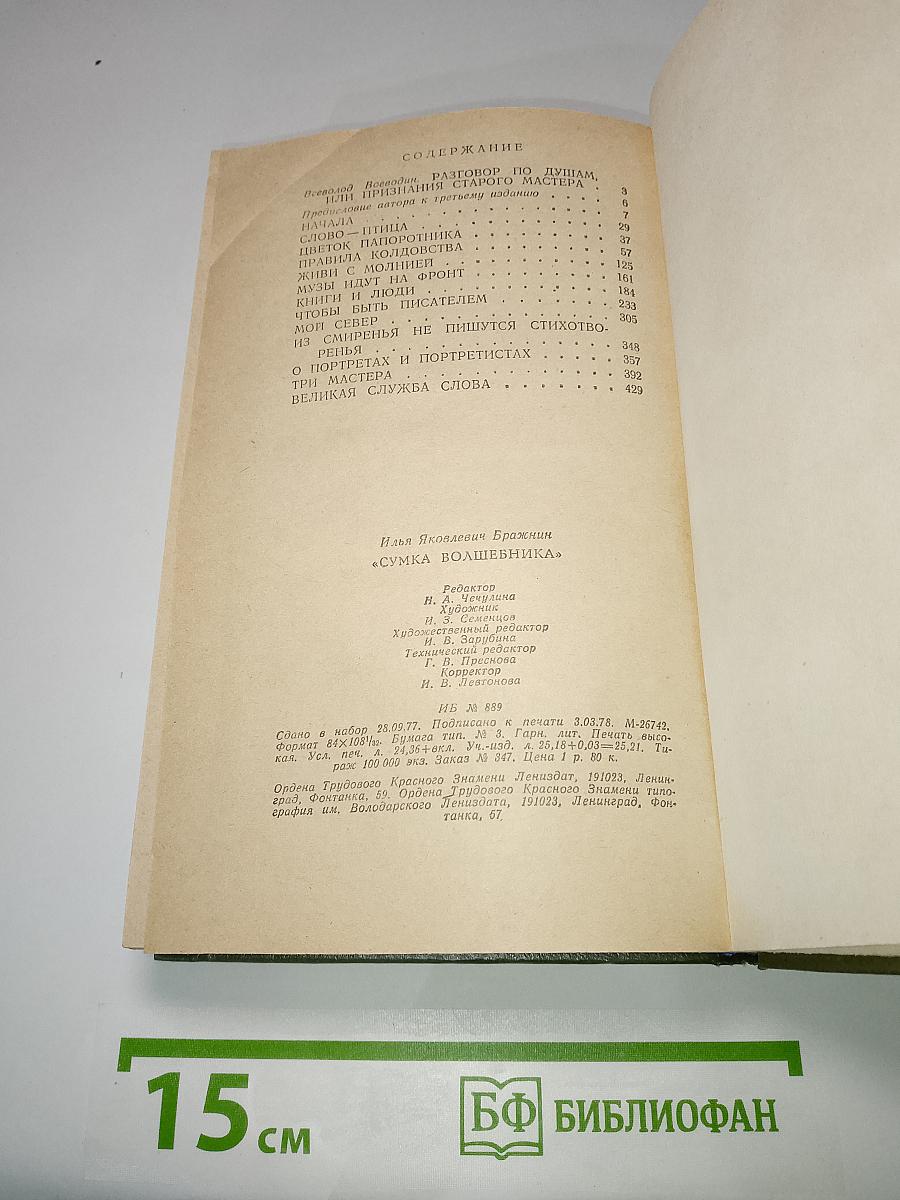 СОДЕРЖАНИЕ
Всеволод Воеводин. РАЗГОВОР ПО ДУШАМ,
ИЛИ ПРИЗНАНИЯ СТАРОГО МАСТЕРА . 3
Предисловие автора к третьему изданию . . . . 6
НАЧАЛА . . . . . . . . . . . . 7
СЛОВО — ПТИЦА . . . . . . . . . . 29
ЦВЕТОК ПАПОРОТНИКА . . . . . . . . 37
ПРАВИЛА КОЛДОВСТВА . . . . . . . . 57
ЖИВИ С МОЛНИЕЙ . . . . . . . . . 125
МУЗЫ ИДУТ НА ФРОНТ . . . . . . . . 161
КНИГИ И ЛЮДИ . . . . . . . . . . 184
ЧТОБЫ БЫТЬ ПИСАТЕЛЕМ . . . . . . . 233
МОЙ СЕВЕР . . . . . . . . . . . 305
ИЗ СМИРЕНЬЯ НЕ ПИШУТСЯ СТИХОТВО-
РЕНЬЯ . . . . . . . . . . . . 348
О ПОРТРЕТАХ И ПОРТРЕТИСТАХ . . . . . 357
ТРИ МАСТЕРА . . . . . . . . . . 392
ВЕЛИКАЯ СЛУЖБА СЛОВА . . . . . . . 429
Илья Яковлевич Бражнин
«СУМКА ВОЛШЕБНИКА»
Редактор
Н. А. Чечулина
Художник
И. З. Семенцов
Художественный редактор
И. В. Зарубина
Технический редактор
Г. В. Преснова
Корректор
И. В. Левтонова
ИБ № 889
Сдано в набор 28.09.77. Подписано к печати 3.03.78. М-26742.
Формат 84×108¹/₃₂. Бумага тип. № 3. Гарн. лит. Печать высо-
кая. Усл. печ. л. 24,36+вкл. Уч.-изд. л. 25,18+0,03=25,21. Ти-
раж 100 000 экз. Заказ № 347. Цена 1 р. 80 к.
Ордена Трудового Красного Знамени Лениздат, 191023, Ленин-
град, Фонтанка, 59. Ордена Трудового Красного Знамени типо-
графия им. Володарского Лениздата, 191023, Ленинград, Фон-
танка, 57.
15 см
БФ БИБЛИОФАН